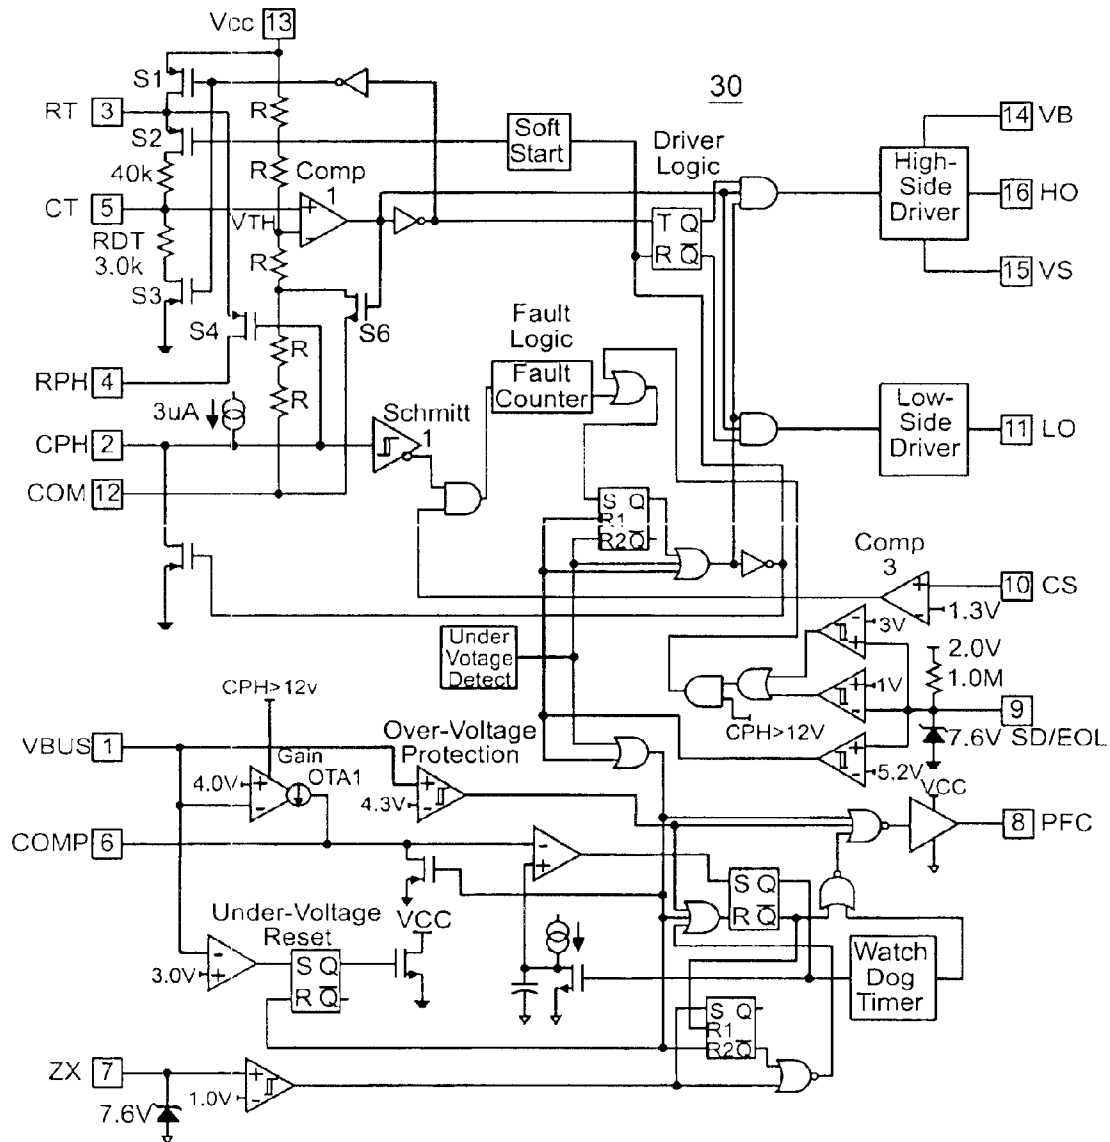 Vcc 13
S1
RT 3
S2
40k
CT 5
RDT
3.0k
S3
S4
RPH 4
3uA
CPH 2
COM 12
R
R
R
R
R
VTH
Comp
1
S6
Schmitt
1
30
Soft
Start
Driver
Logic
T Q
R Q
Fault
Logic
Fault
Counter
S Q
R1
R2 Q
High-
Side
Driver
14 VB
16 HO
15 VS
Low-
Side
Driver
11 LO
Comp
3
10 CS
1.3V
3V
1V
5.2V
2.0V
1.0M
9
7.6V SD/EOL
CPH>12V
Under
Votage
Detect
CPH>12v
VBUS 1
Gain
OTA1
4.0V
Over-Voltage
Protection
4.3V
VCC
8 PFC
COMP 6
VCC
Under-Voltage
Reset
3.0V
S Q
R Q
S Q
R Q
Watch
Dog
Timer
S Q
R1
R2 Q
ZX 7
1.0V
7.6V